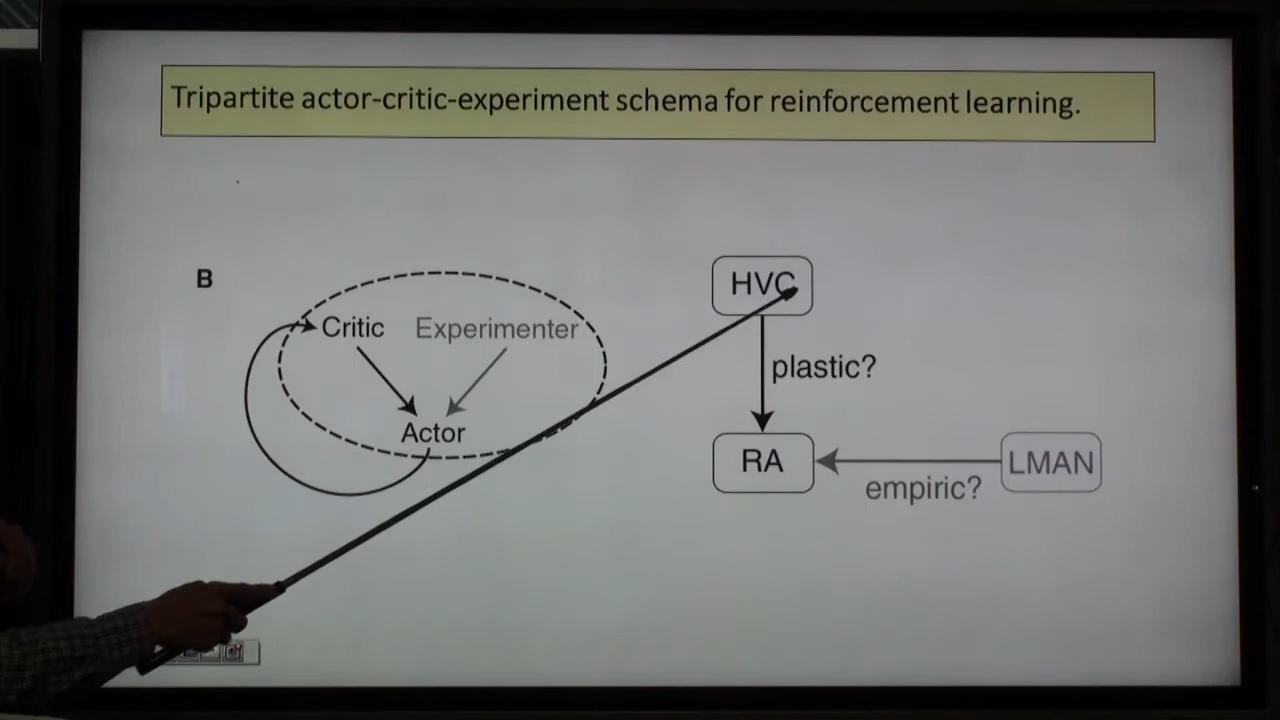 Tripartite actor-critic-experiment schema for reinforcement learning.
B
Critic
Experimenter
Actor
HVC
plastic?
RA
LMAN
empiric?